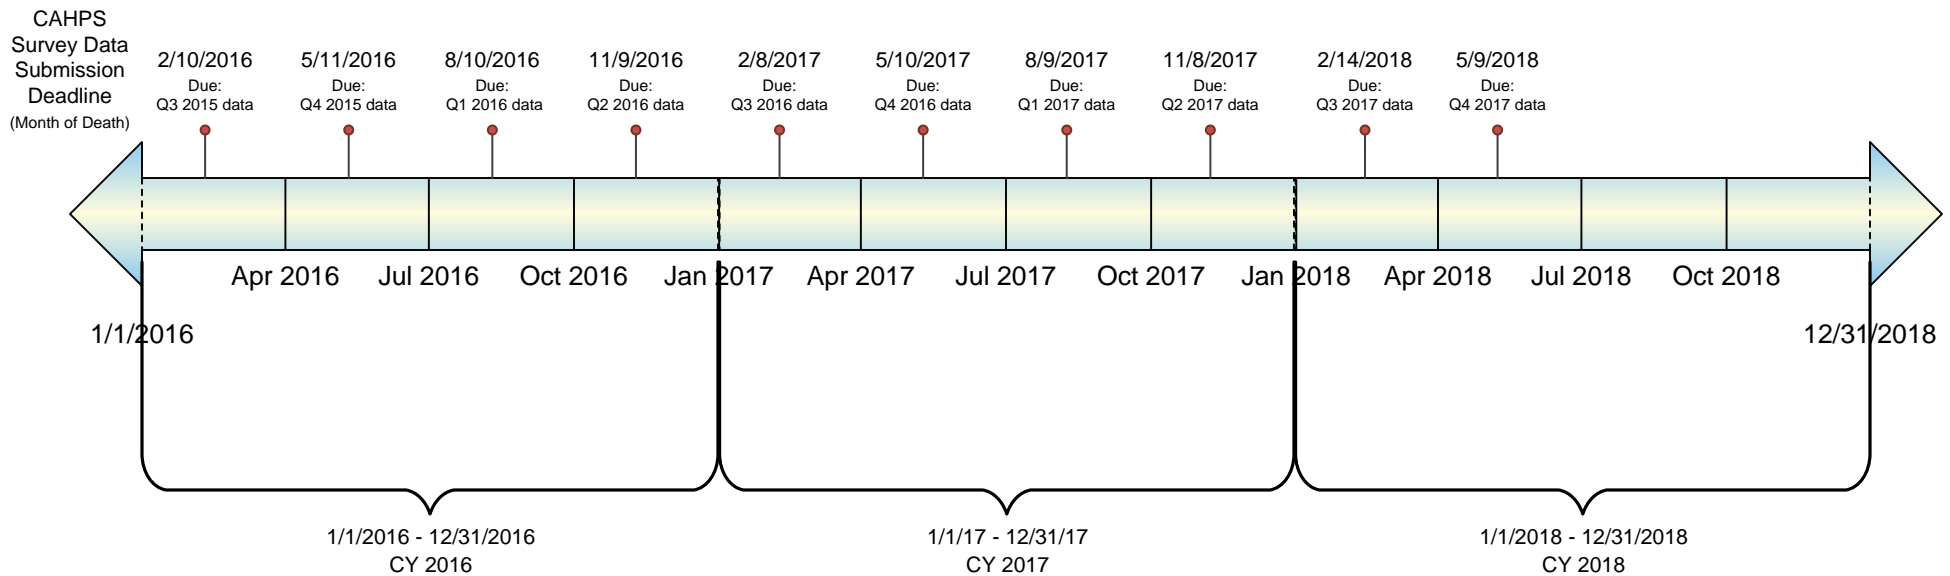 CAHPS
Survey Data
Submission
Deadline
(Month of Death)
2/10/2016
Due:
Q3 2015 data
5/11/2016
Due:
Q4 2015 data
8/10/2016
Due:
Q1 2016 data
11/9/2016
Due:
Q2 2016 data
2/8/2017
Due:
Q3 2016 data
5/10/2017
Due:
Q4 2016 data
8/9/2017
Due:
Q1 2017 data
11/8/2017
Due:
Q2 2017 data
2/14/2018
Due:
Q3 2017 data
5/9/2018
Due:
Q4 2017 data
Apr 2016
Jul 2016
Oct 2016
Jan 2017
Apr 2017
Jul 2017
Oct 2017
Jan 2018
Apr 2018
Jul 2018
Oct 2018
1/1/2016
12/31/2018
1/1/2016 - 12/31/2016
CY 2016
1/1/17 - 12/31/17
CY 2017
1/1/2018 - 12/31/2018
CY 2018